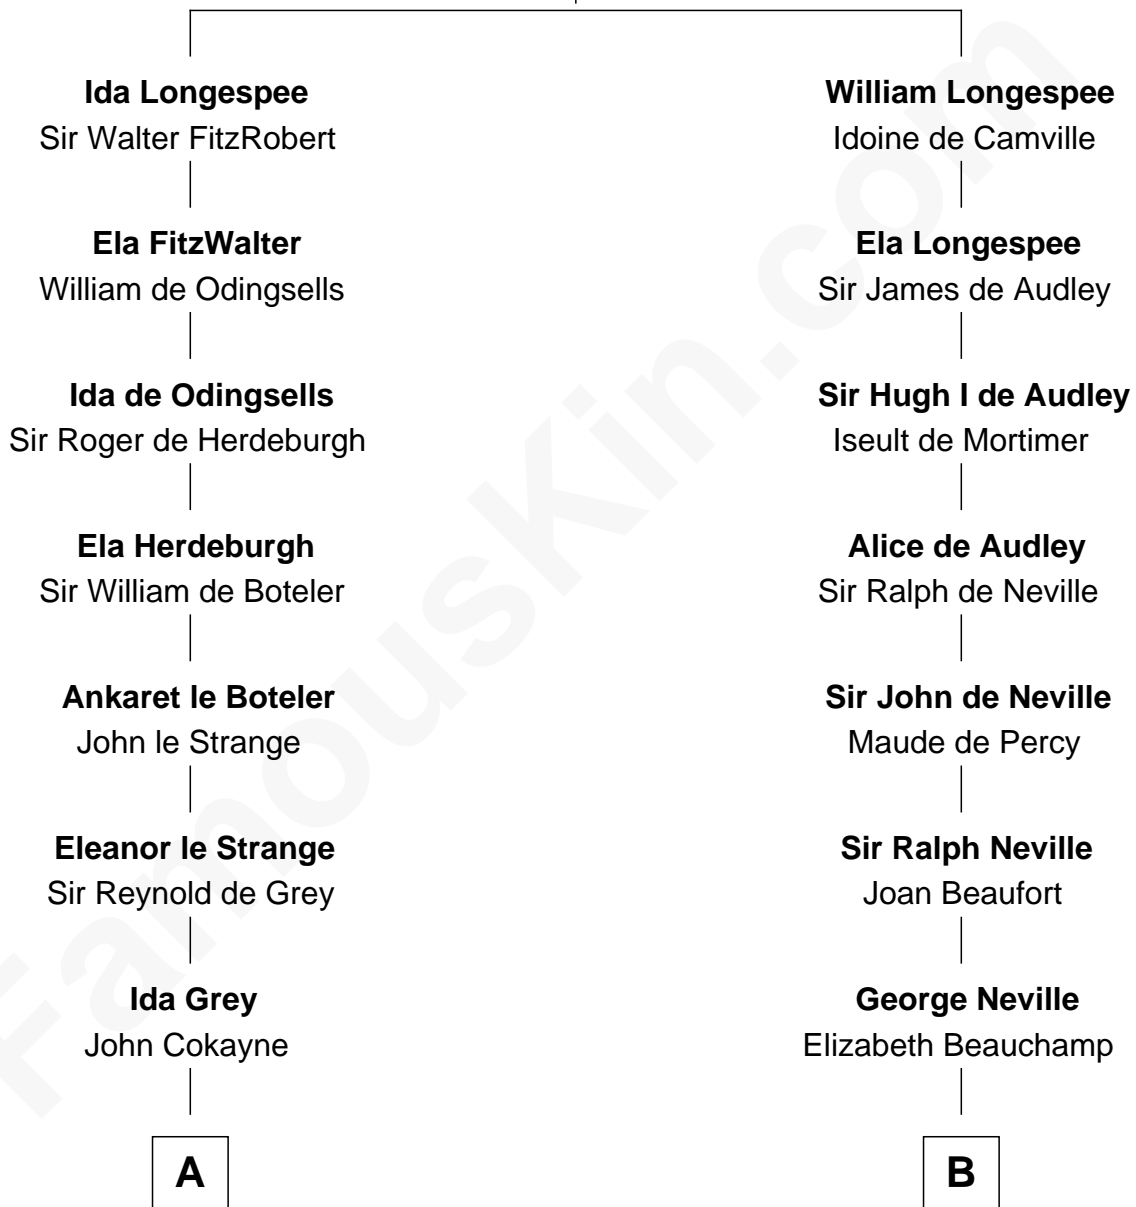 Ida Longespee
Sir Walter FitzRobert
Ela FitzWalter
William de Odingsells
Ida de Odingsells
Sir Roger de Herdeburgh
Ela Herdeburgh
Sir William de Boteler
Ankaret le Boteler
John le Strange
Eleanor le Strange
Sir Reynold de Grey
Ida Grey
John Cokayne
A
William Longespee
Idoine de Camville
Ela Longespee
Sir James de Audley
Sir Hugh I de Audley
Iseult de Mortimer
Alice de Audley
Sir Ralph de Neville
Sir John de Neville
Maude de Percy
Sir Ralph Neville
Joan Beaufort
George Neville
Elizabeth Beauchamp
B
FamousKin.com